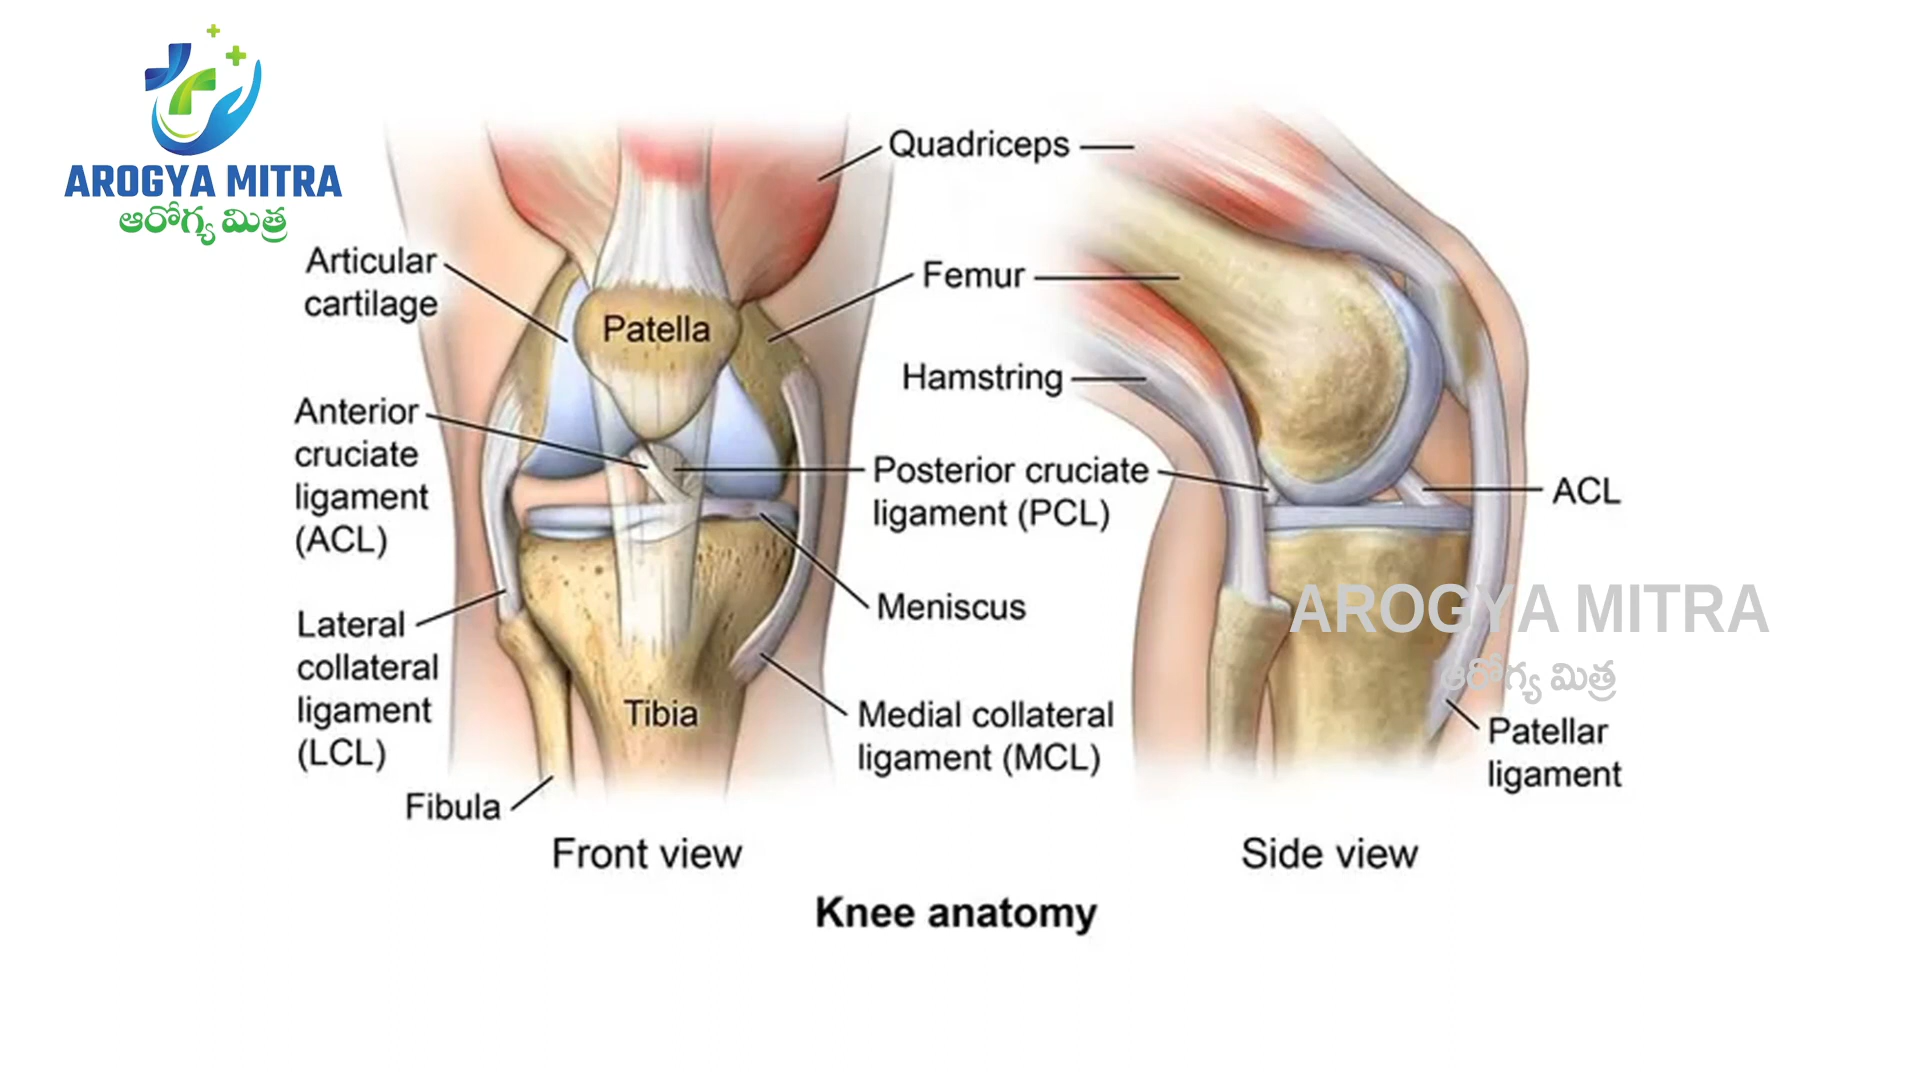 AROGYA MITRA
ఆరోగ్య మిత్ర
Quadriceps
Articular
cartilage
Patella
Femur
Hamstring
Anterior
cruciate
ligament
(ACL)
Posterior cruciate
ligament (PCL)
ACL
Meniscus
Lateral
collateral
ligament
(LCL)
Tibia
Medial collateral
ligament (MCL)
Fibula
AROGYA MITRA
ఆరోగ్య మిత్ర
Patellar
ligament
Front view
Side view
Knee anatomy